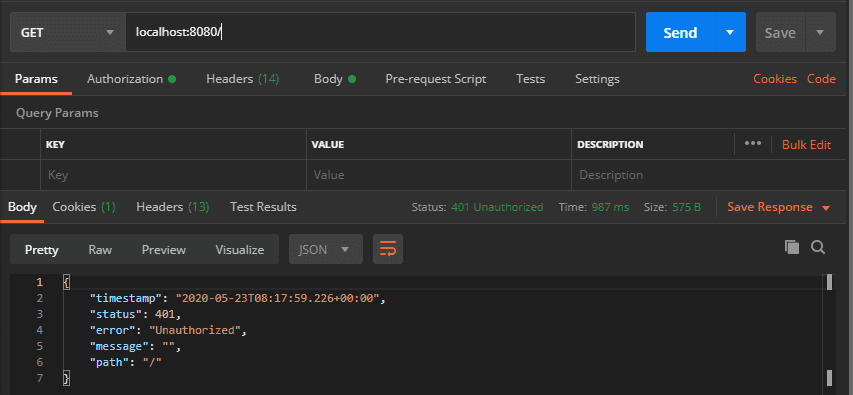 GET localhost:8080/ Send Save
Params Authorization Headers (14) Body Pre-request Script Tests Settings Cookies Code
Query Params
KEY VALUE DESCRIPTION ••• Bulk Edit
Key Value Description
Body Cookies (1) Headers (13) Test Results Status: 401 Unauthorized Time: 987 ms Size: 575 B Save Response
Pretty Raw Preview Visualize JSON
1 {
2 "timestamp": "2020-05-23T08:17:59.226+00:00",
3 "status": 401,
4 "error": "Unauthorized",
5 "message": "",
6 "path": "/"
7 }